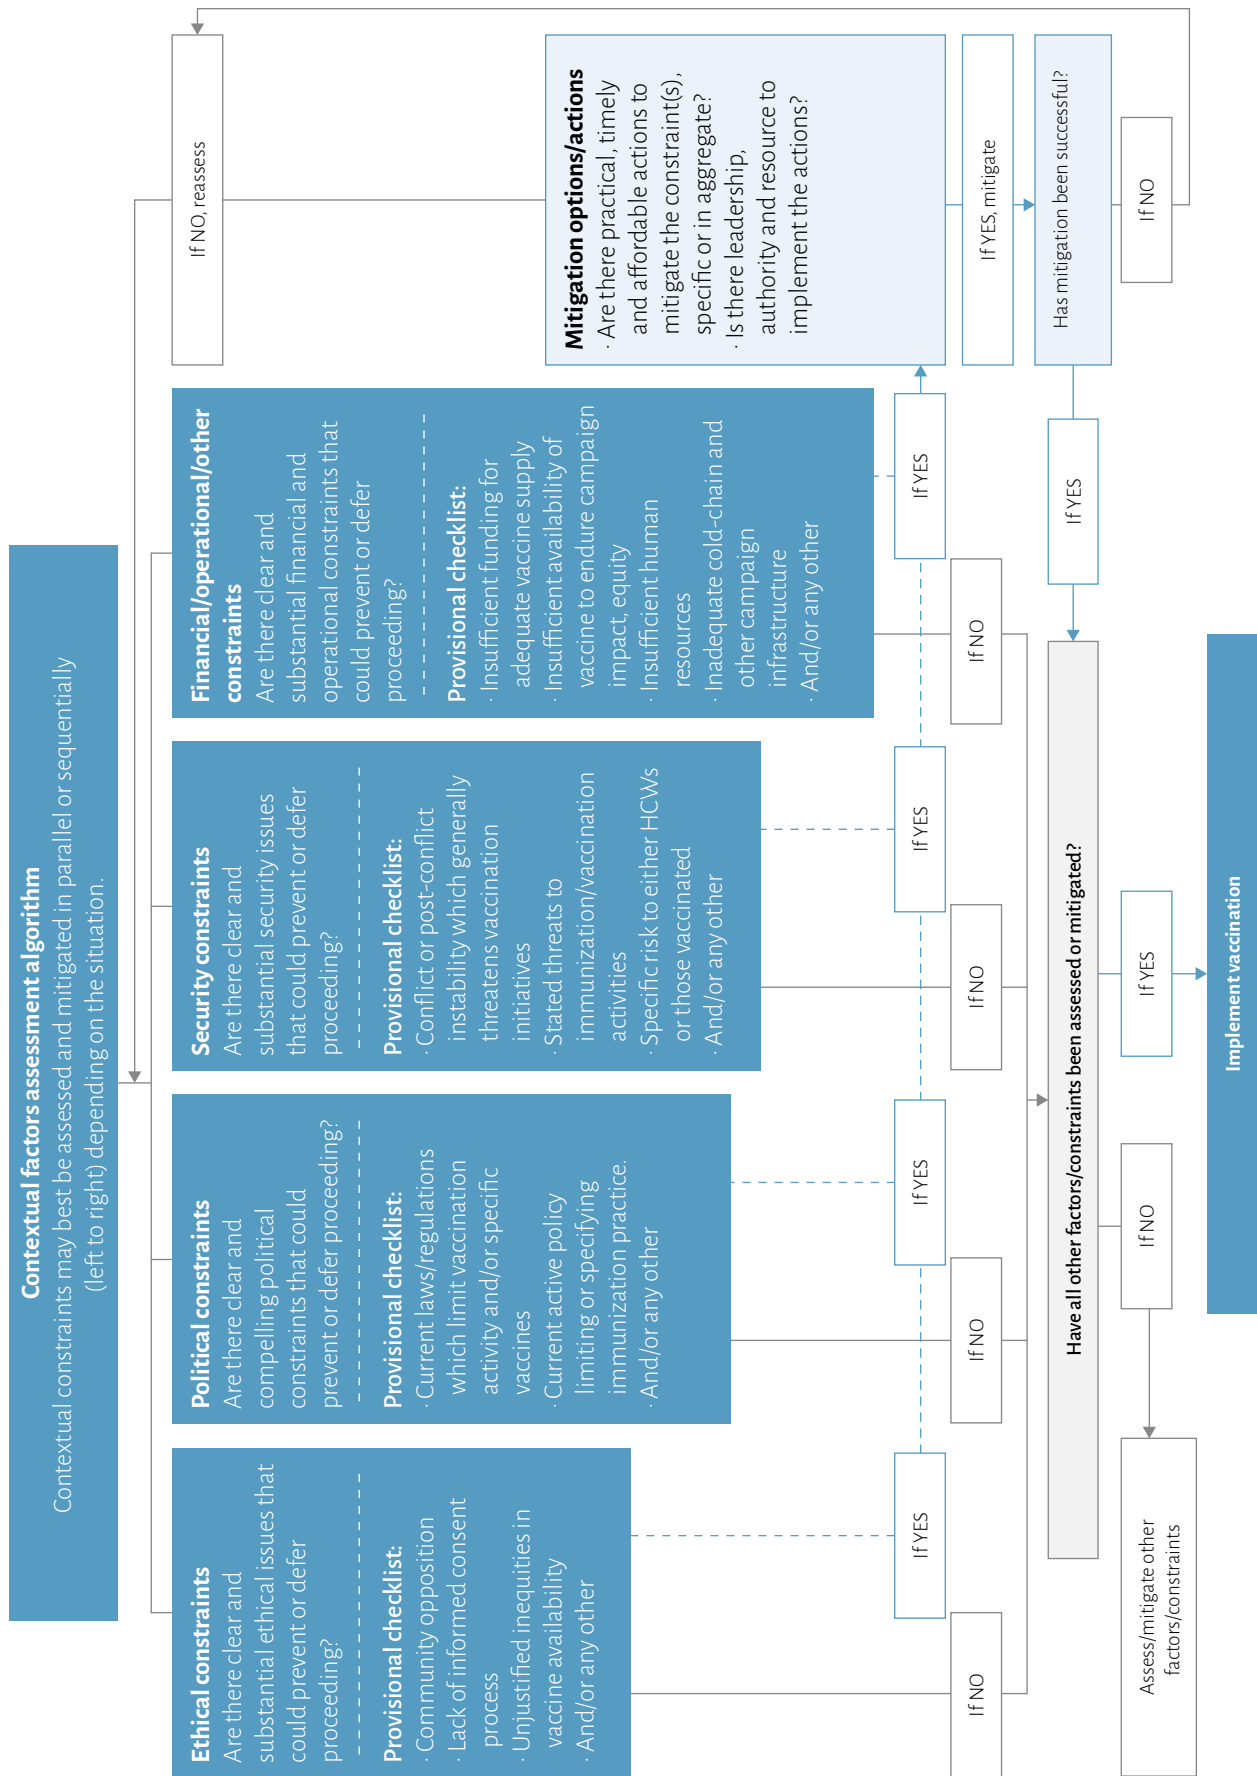 Contextual factors assessment algorithm
Contextual constraints may best be assessed and mitigated in parallel or sequentially
(left to right) depending on the situation.
Ethical constraints
Are there clear and
substantial ethical issues that
could prevent or defer
proceeding?
Provisional checklist:
· Community opposition
· Lack of informed consent
process
· Unjustified inequities in
vaccine availability
· And/or any other
Political constraints
Are there clear and
compelling political
constraints that could
prevent or defer proceeding?
Provisional checklist:
· Current laws/regulations
which limit vaccination
activity and/or specific
vaccines
· Current active policy
limiting or specifying
immunization practice.
· And/or any other
Security constraints
Are there clear and
substantial security issues
that could prevent or defer
proceeding?
Provisional checklist:
· Conflict or post-conflict
instability which generally
threatens vaccination
initiatives
· Stated threats to
immunization/vaccination
activities
· Specific risk to either HCWs
or those vaccinated
· And/or any other
Financial/operational/other
constraints
Are there clear and
substantial financial and
operational constraints that
could prevent or defer
proceeding?
Provisional checklist:
· Insufficient funding for
adequate vaccine supply
· Insufficient availability of
vaccine to endure campaign
impact, equity
· Insufficient human
resources
· Inadequate cold-chain and
other campaign
infrastructure
· And/or any other
If NO, reassess
Mitigation options/actions
· Are there practical, timely
and affordable actions to
mitigate the constraint(s),
specific or in aggregate?
· Is there leadership,
authority and resource to
implement the actions?
If YES
If YES
If YES
If YES
If YES, mitigate
If NO
If NO
If NO
If NO
Has mitigation been successful?
If YES
If NO
Have all other factors/constraints been assessed or mitigated?
If NO
If YES
Assess/mitigate other
factors/constraints
Implement vaccination